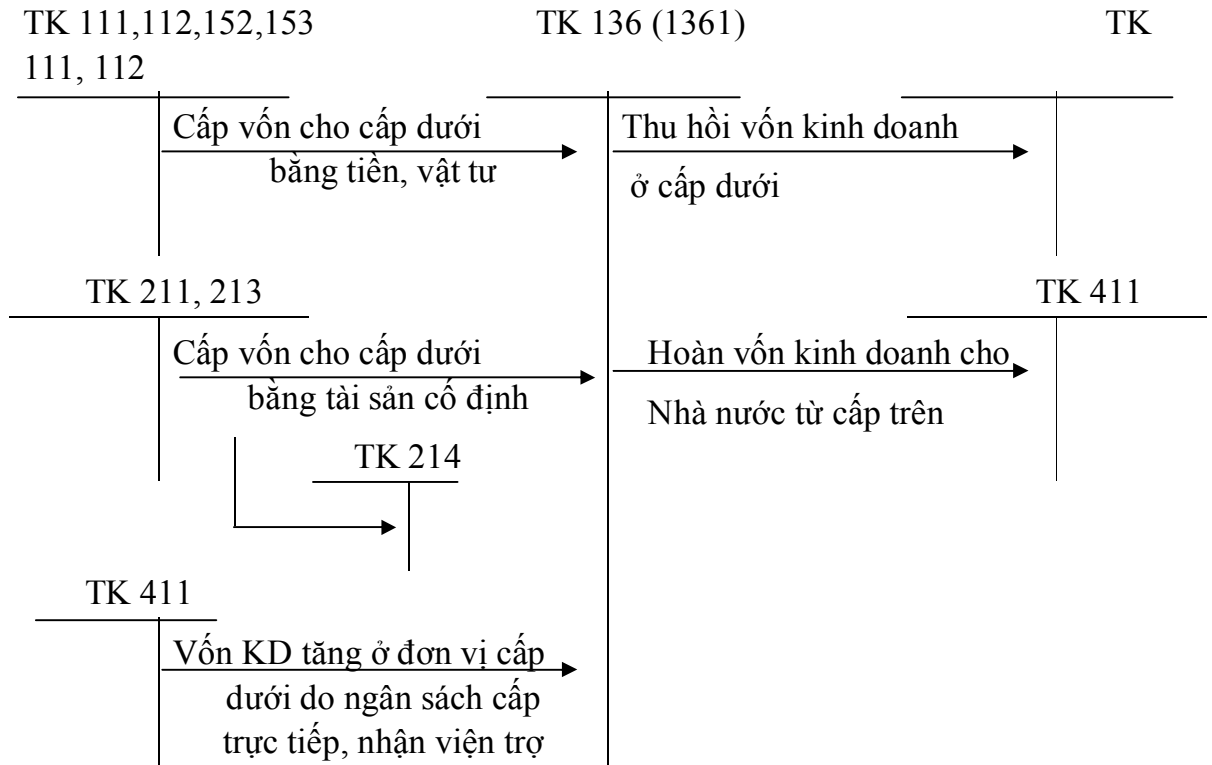 TK 111,112,152,153 TK 136 (1361) TK
111, 112
Cấp vốn cho cấp dưới
bằng tiền, vật tư
Thu hồi vốn kinh doanh
ở cấp dưới
TK 211, 213
TK 411
Cấp vốn cho cấp dưới
bằng tài sản cố định
Hoàn vốn kinh doanh cho
Nhà nước từ cấp trên
TK 214
TK 411
Vốn KD tăng ở đơn vị cấp
dưới do ngân sách cấp
trực tiếp, nhận viện trợ